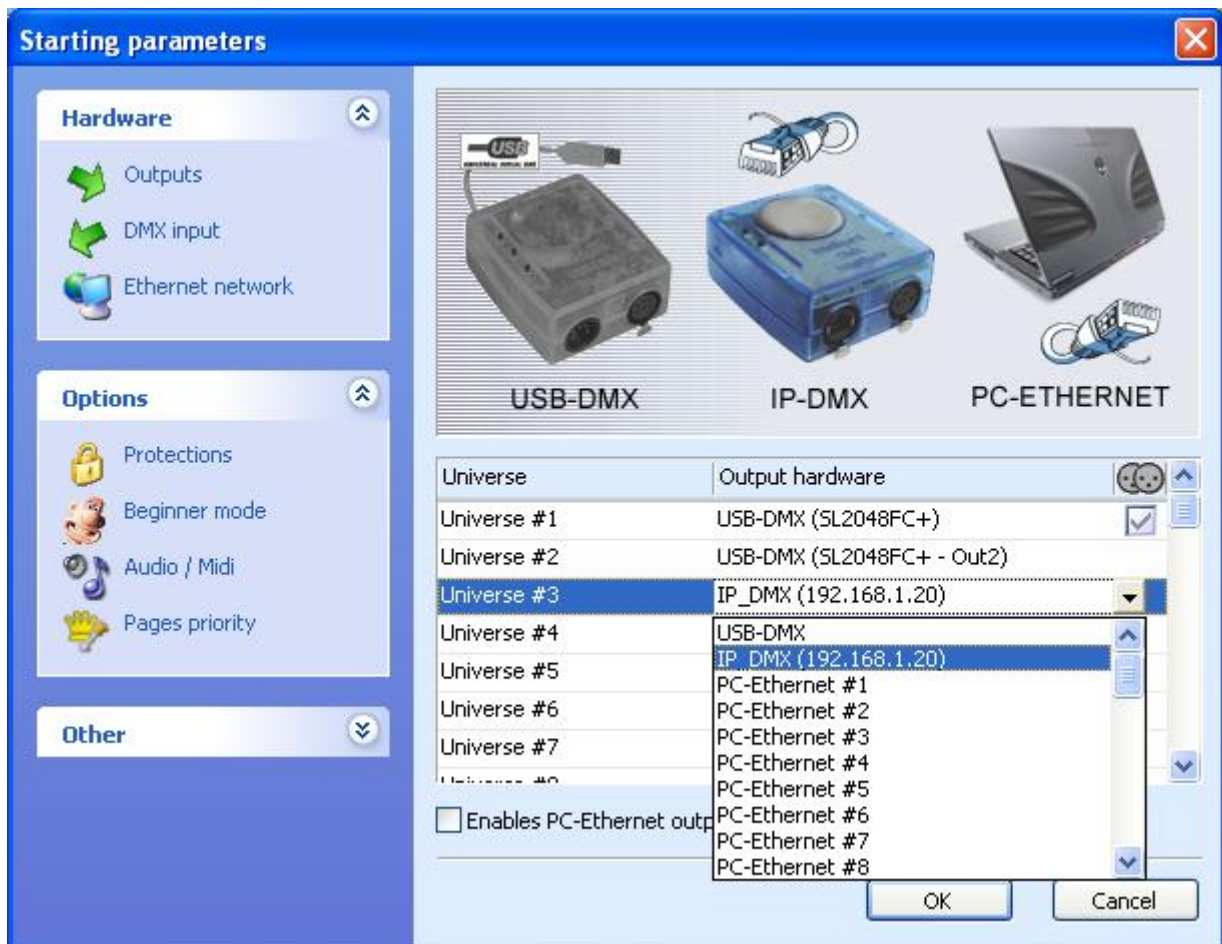 Starting parameters
Hardware
Outputs
DMX input
Ethernet network
Options
Protections
Beginner mode
Audio / Midi
Pages priority
Other
USB
USB-DMX
IP-DMX
PC-ETHERNET
Universe Output hardware
Universe #1 USB-DMX (SL2048FC+)
Universe #2 USB-DMX (SL2048FC+ - Out2)
Universe #3 IP_DMX (192.168.1.20)
Universe #4
Universe #5
Universe #6
Universe #7
USB-DMX
IP_DMX (192.168.1.20)
PC-Ethernet #1
PC-Ethernet #2
PC-Ethernet #3
PC-Ethernet #4
PC-Ethernet #5
PC-Ethernet #6
PC-Ethernet #7
PC-Ethernet #8
Enables PC-Ethernet outp
OK Cancel